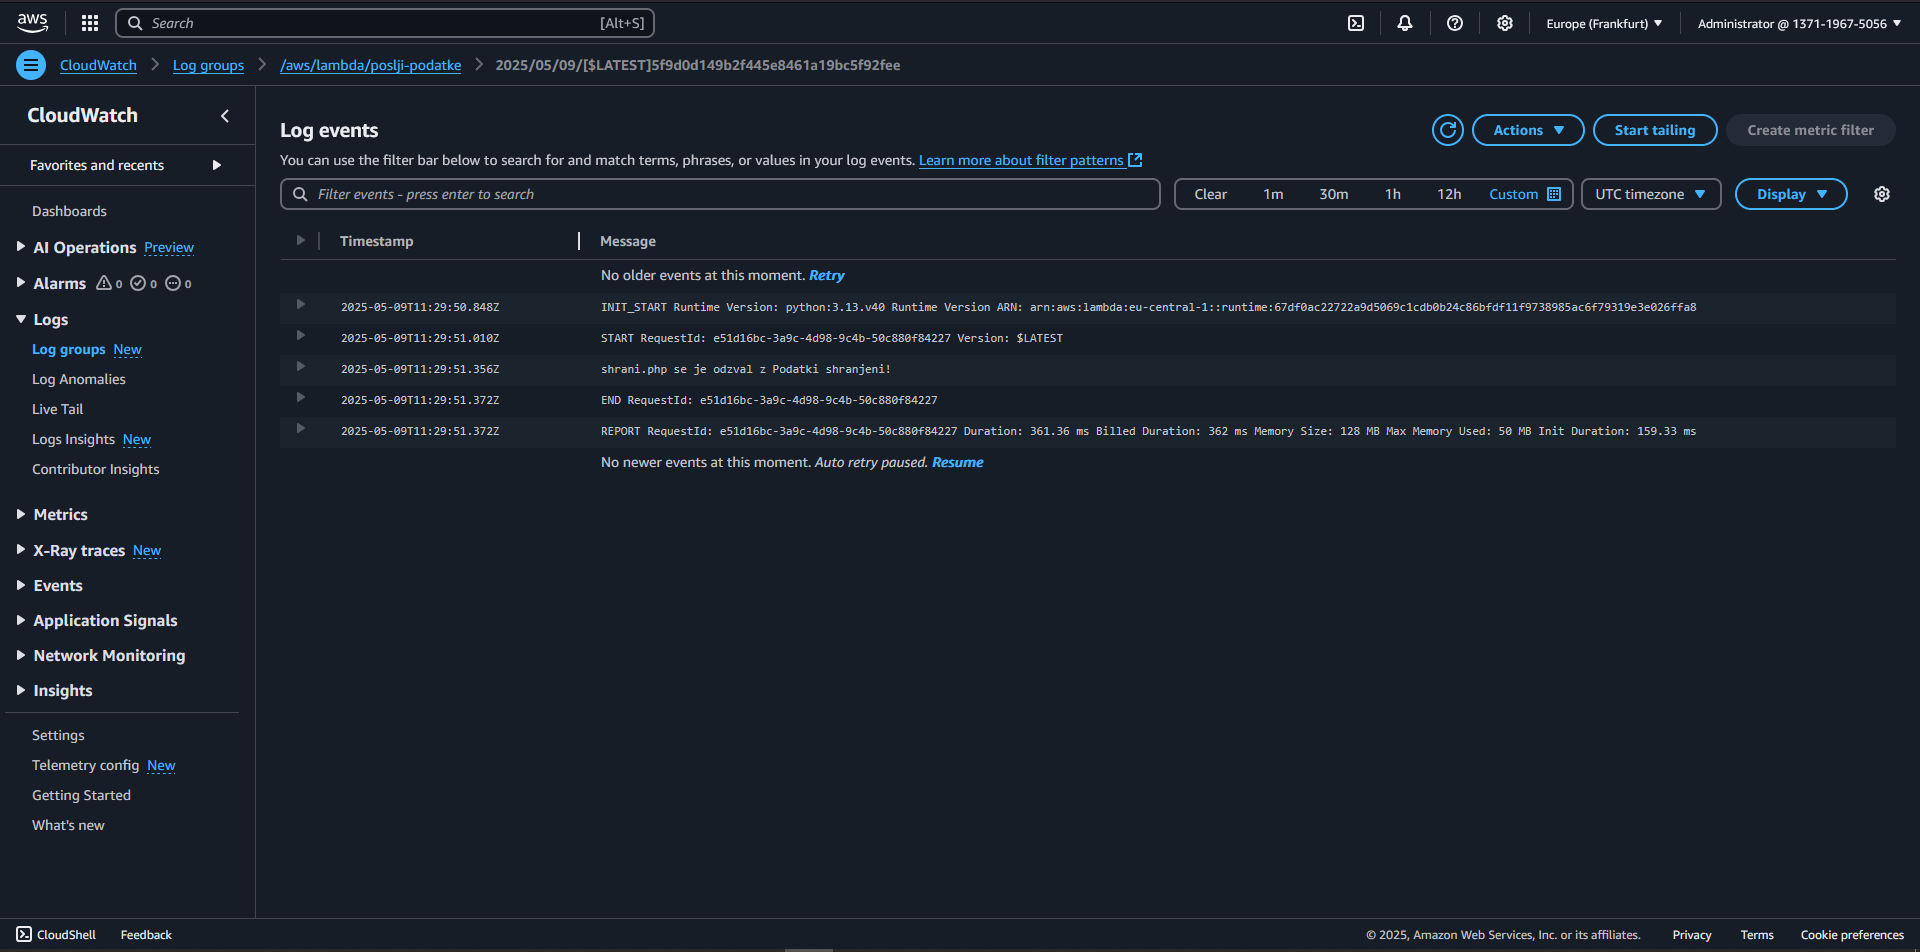 aws Search [Alt+S] Europe (Frankfurt) Administrator @ 1371-1967-5056
CloudWatch Log groups /aws/lambda/poslji-podatke 2025/05/09/[$LATEST]5f9d0d149b2f445e8461a19bc5f92fee
CloudWatch
Favorites and recents
Dashboards
AI Operations Preview
Alarms 0 0 0
Logs
Log groups New
Log Anomalies
Live Tail
Logs Insights New
Contributor Insights
Metrics
X-Ray traces New
Events
Application Signals
Network Monitoring
Insights
Settings
Telemetry config New
Getting Started
What's new
Log events
Actions Start tailing Create metric filter
You can use the filter bar below to search for and match terms, phrases, or values in your log events. Learn more about filter patterns
Filter events - press enter to search Clear 1m 30m 1h 12h Custom UTC timezone Display
Timestamp Message
No older events at this moment. Retry
2025-05-09T11:29:50.848Z INIT_START Runtime Version: python:3.13.v40 Runtime Version ARN: arn:aws:lambda:eu-central-1::runtime:67df0ac22722a9d5069c1cdb0b24c86bfdf11f9738985ac6f79319e3e026ffa8
2025-05-09T11:29:51.010Z START RequestId: e51d16bc-3a9c-4d98-9c4b-50c880f84227 Version: $LATEST
2025-05-09T11:29:51.356Z shrani.php se je odzval z Podatki shranjeni!
2025-05-09T11:29:51.372Z END RequestId: e51d16bc-3a9c-4d98-9c4b-50c880f84227
2025-05-09T11:29:51.372Z REPORT RequestId: e51d16bc-3a9c-4d98-9c4b-50c880f84227 Duration: 361.36 ms Billed Duration: 362 ms Memory Size: 128 MB Max Memory Used: 50 MB Init Duration: 159.33 ms
No newer events at this moment. Auto retry paused. Resume
CloudShell Feedback © 2025, Amazon Web Services, Inc. or its affiliates. Privacy Terms Cookie preferences